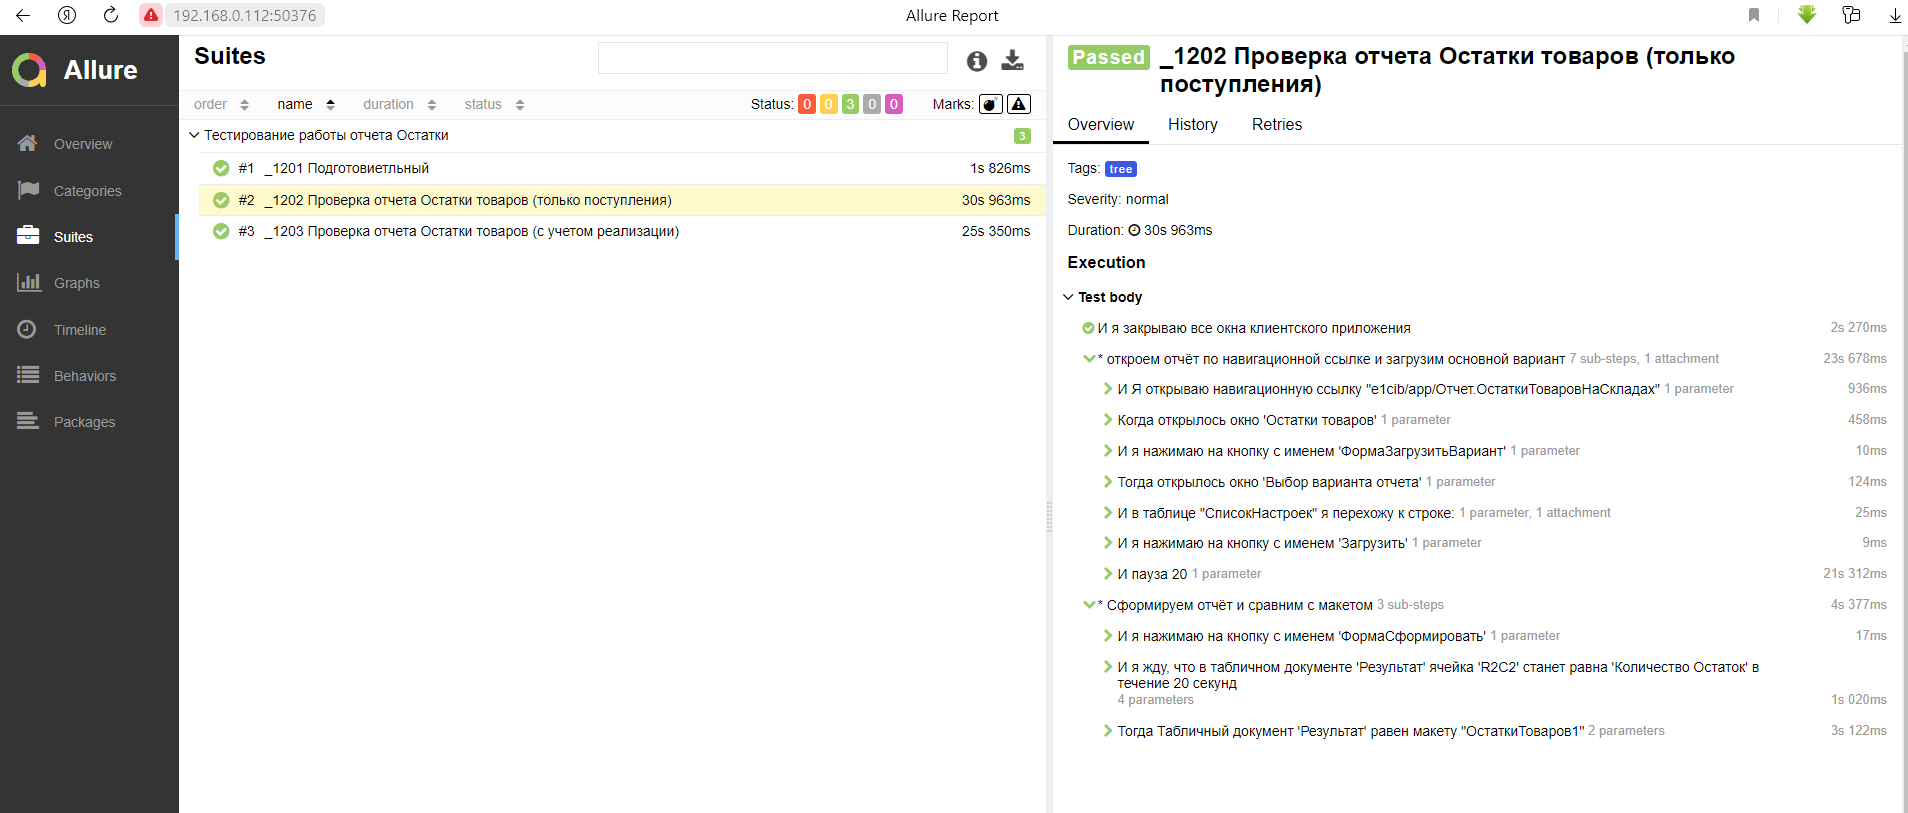 192.168.0.112:50376
Allure Report
Allure
Overview
Categories
Suites
Graphs
Timeline
Behaviors
Packages
Suites
order name duration status Status: 0 0 3 0 0 Marks:
Тестирование работы отчета Остатки 3
#1 _1201 Подготовиетльный 1s 826ms
#2 _1202 Проверка отчета Остатки товаров (только поступления) 30s 963ms
#3 _1203 Проверка отчета Остатки товаров (с учетом реализации) 25s 350ms
Passed _1202 Проверка отчета Остатки товаров (только
поступления)
Overview History Retries
Tags: tree
Severity: normal
Duration: 30s 963ms
Execution
Test body
И я закрываю все окна клиентского приложения 2s 270ms
* откроем отчёт по навигационной ссылке и загрузим основной вариант 7 sub-steps, 1 attachment 23s 678ms
И Я открываю навигационную ссылку "e1cib/app/Отчет.ОстаткиТоваровНаСкладах" 1 parameter 936ms
Когда открылось окно 'Остатки товаров' 1 parameter 458ms
И я нажимаю на кнопку с именем 'ФормаЗагрузитьВариант' 1 parameter 10ms
Тогда открылось окно 'Выбор варианта отчета' 1 parameter 124ms
И в таблице "СписокНастроек" я перехожу к строке: 1 parameter, 1 attachment 25ms
И я нажимаю на кнопку с именем 'Загрузить' 1 parameter 9ms
И пауза 20 1 parameter 21s 312ms
* Сформируем отчёт и сравним с макетом 3 sub-steps 4s 377ms
И я нажимаю на кнопку с именем 'ФормаСформировать' 1 parameter 17ms
И я жду, что в табличном документе 'Результат' ячейка 'R2C2' станет равна 'Количество Остаток' в
течение 20 секунд
4 parameters 1s 020ms
Тогда Табличный документ 'Результат' равен макету "ОстаткиТоваров1" 2 parameters 3s 122ms